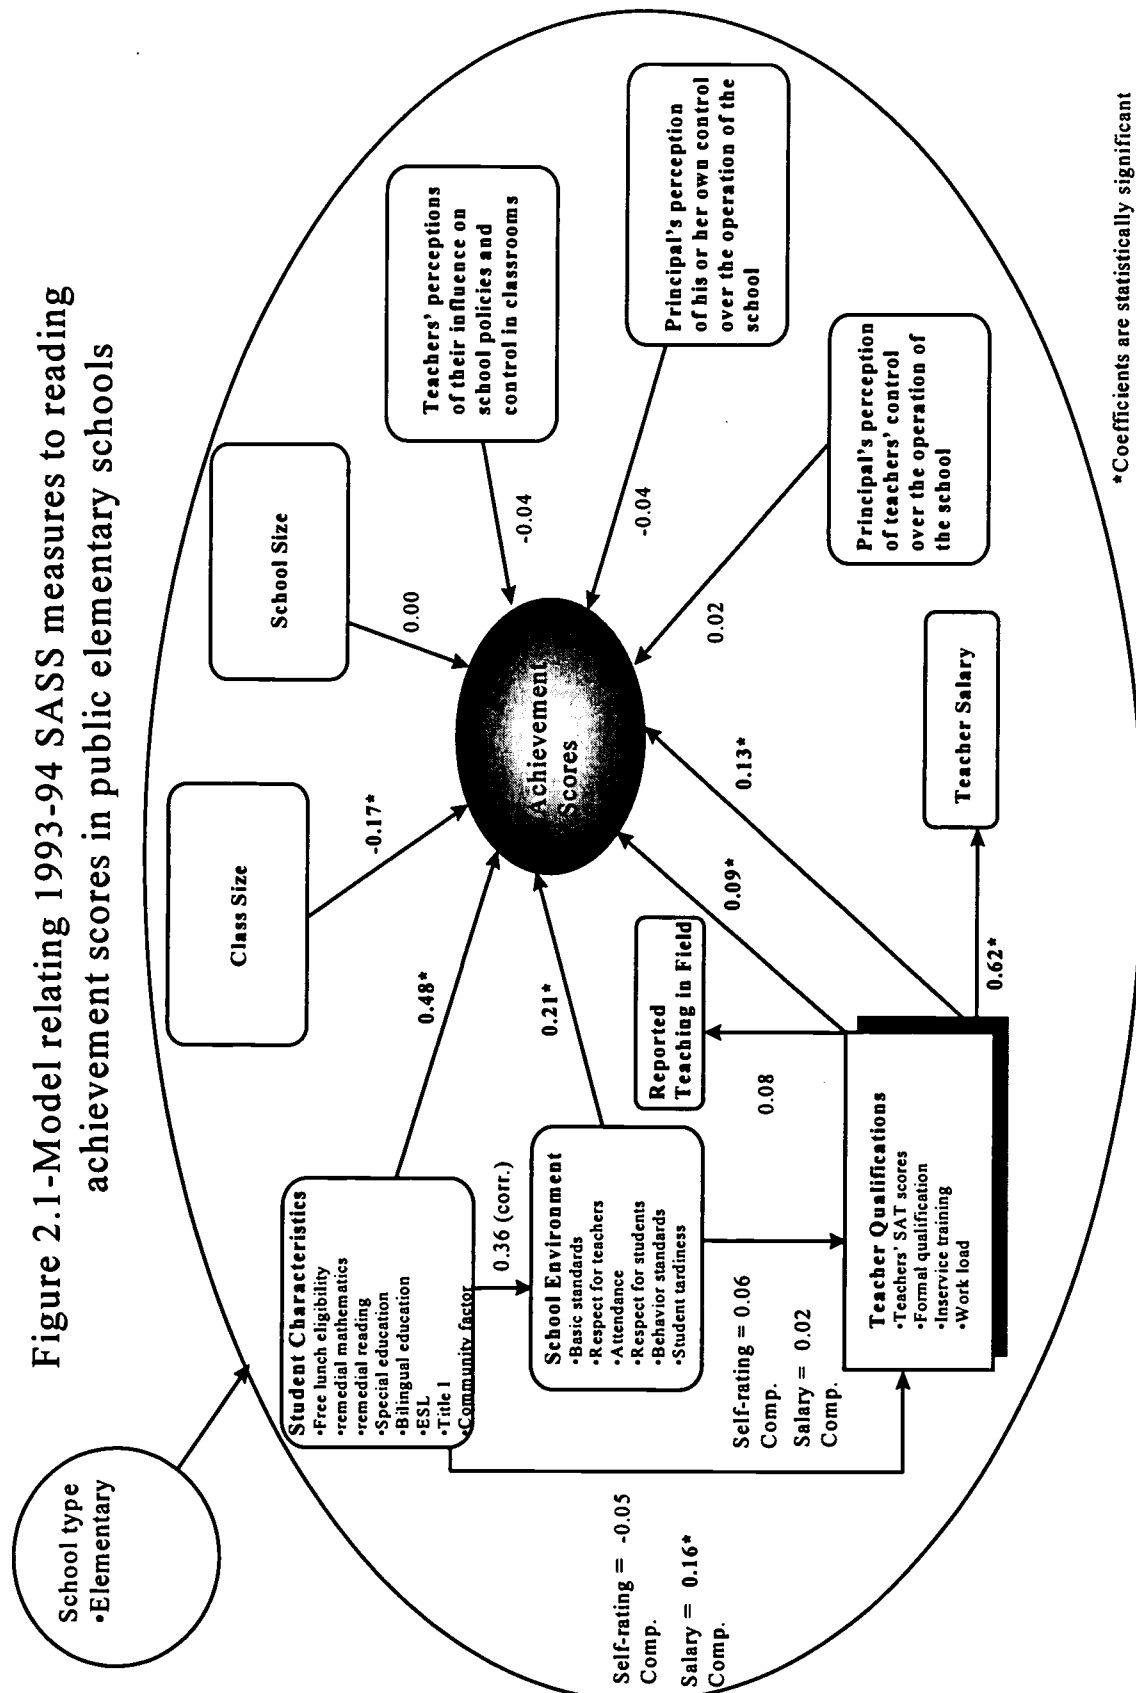 Figure 2.1-Model relating 1993-94 SASS measures to reading
achievement scores in public elementary schools
School type
•Elementary
Class Size
School Size
Teachers' perceptions
of their influence on
school policies and
control in classrooms
Principal's perception
of his or her own control
over the operation of the
school
Principal's perception
of teachers' control
over the operation of
the school
Student Characteristics
•Free lunch eligibility
•remedial mathematics
•remedial reading
•Special education
•Bilingual education
•ESL
•Title I
•Community factor
-0.17*
0.00
-0.04
-0.04
0.02
0.48*
0.36 (corr.)
0.21*
Achievement
Scores
School Environment
•Basic standards
•Respect for teachers
•Attendance
•Respect for students
•Behavior standards
•Student tardiness
Reported
Teaching in Field
0.09*
0.13*
0.08
Self-rating = -0.05
Comp.
Salary = 0.16*
Comp.
Self-rating = 0.06
Comp.
Salary = 0.02
Comp.
Teacher Qualifications
•Teachers' SAT scores
•Formal qualification
•Inservice training
•Work load
0.62*
Teacher Salary
*Coefficients are statistically significant